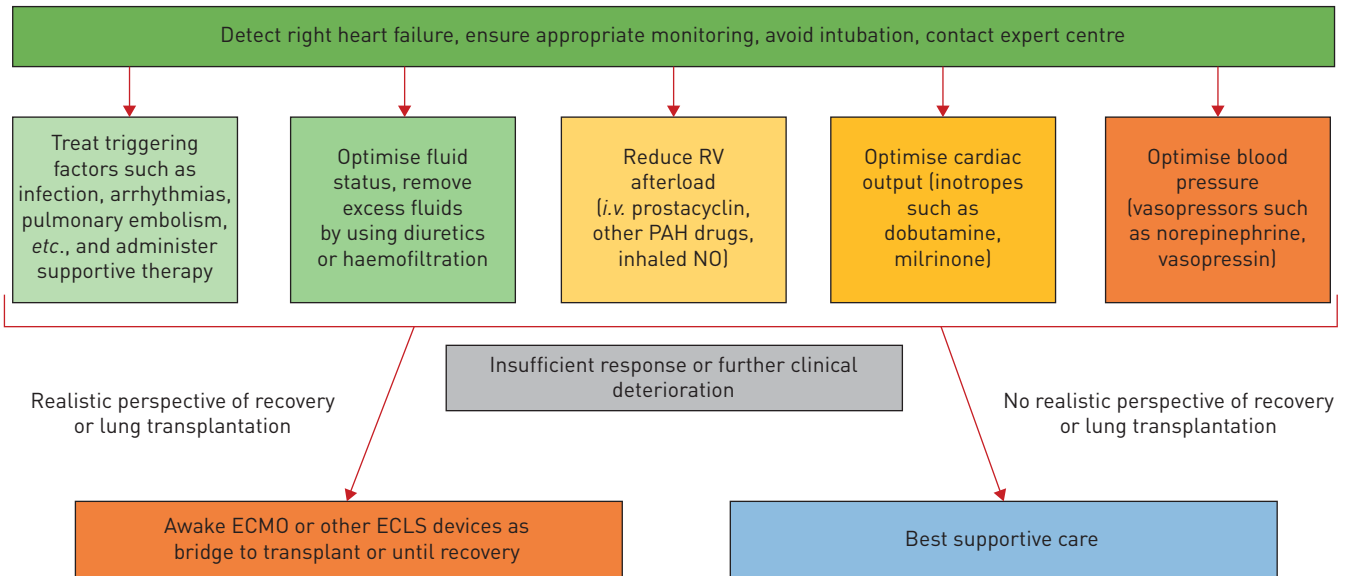 Detect right heart failure, ensure appropriate monitoring, avoid intubation, contact expert centre
Treat triggering
factors such as
infection, arrhythmias,
pulmonary embolism,
etc., and administer
supportive therapy
Optimise fluid
status, remove
excess fluids
by using diuretics
or haemofiltration
Reduce RV
afterload
(i.v. prostacyclin,
other PAH drugs,
inhaled NO)
Optimise cardiac
output (inotropes
such as
dobutamine,
milrinone)
Optimise blood
pressure
(vasopressors such
as norepinephrine,
vasopressin)
Insufficient response or further clinical
deterioration
Realistic perspective of recovery
or lung transplantation
No realistic perspective of recovery
or lung transplantation
Awake ECMO or other ECLS devices as
bridge to transplant or until recovery
Best supportive care